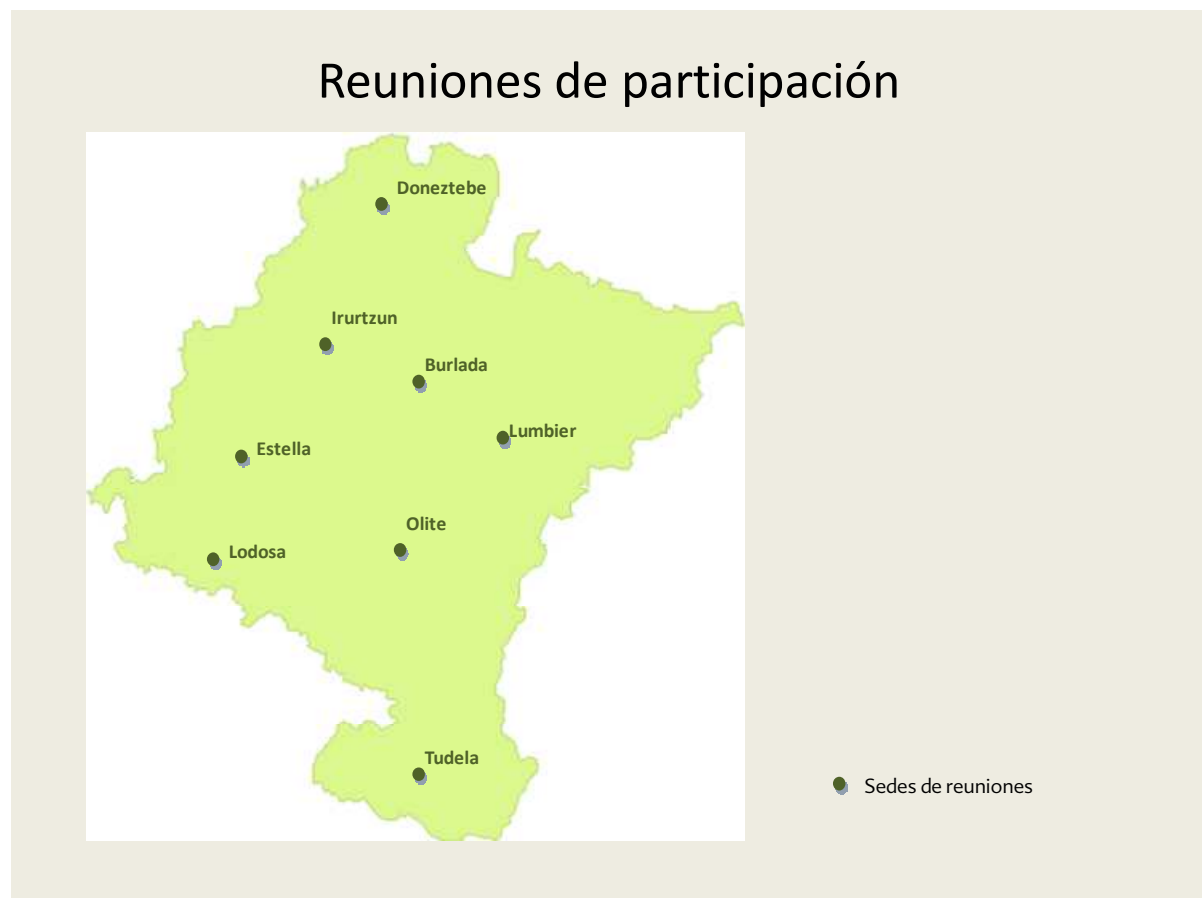 Reuniones de participación
Doneztebe
Irurtzun
Burlada
Lumbier
Estella
Olite
Lodosa
Tudela
Sedes de reuniones